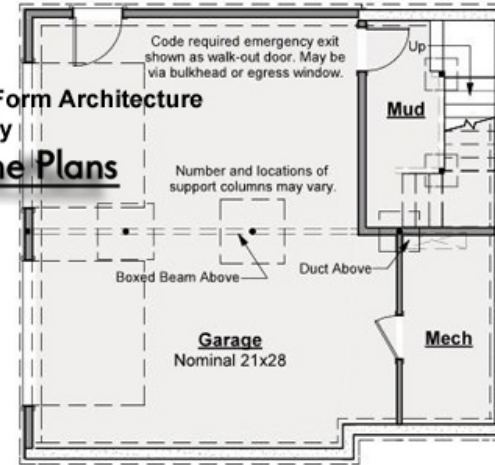 Code required emergency exit
shown as walk-out door. May be
via bulkhead or egress window.
Up
Form Architecture
Mud
Plans
Number and locations of
support columns may vary.
Boxed Beam Above
Duct Above
Garage
Nominal 21x28
Mech